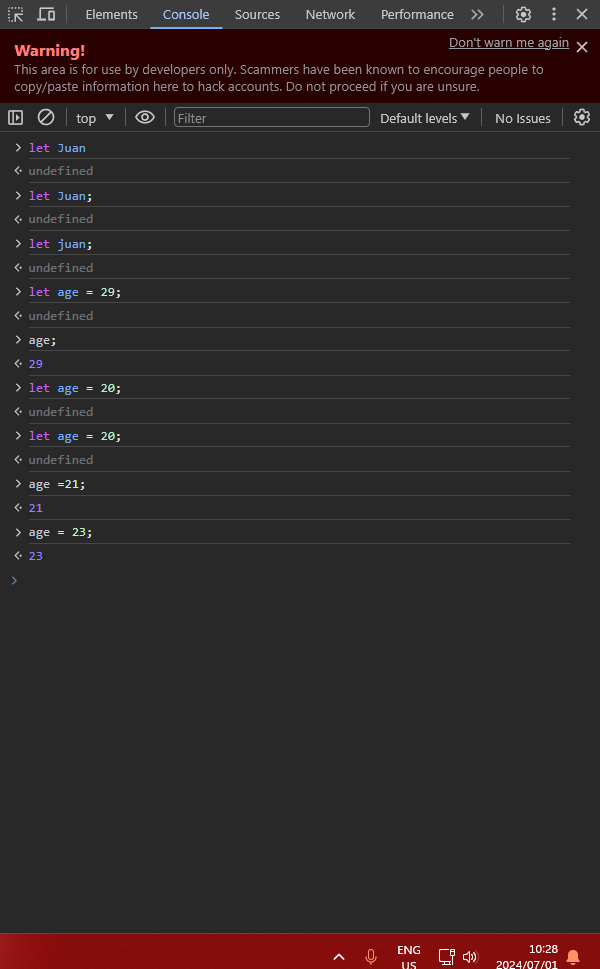 Elements Console Sources Network Performance
Don't warn me again
Warning!
This area is for use by developers only. Scammers have been known to encourage people to
copy/paste information here to hack accounts. Do not proceed if you are unsure.
top Filter Default levels No Issues
let Juan
undefined
let Juan;
undefined
let juan;
undefined
let age = 29;
undefined
age;
29
let age = 20;
undefined
let age = 20;
undefined
age =21;
21
age = 23;
23
ENG 10:28
US 2024/07/01